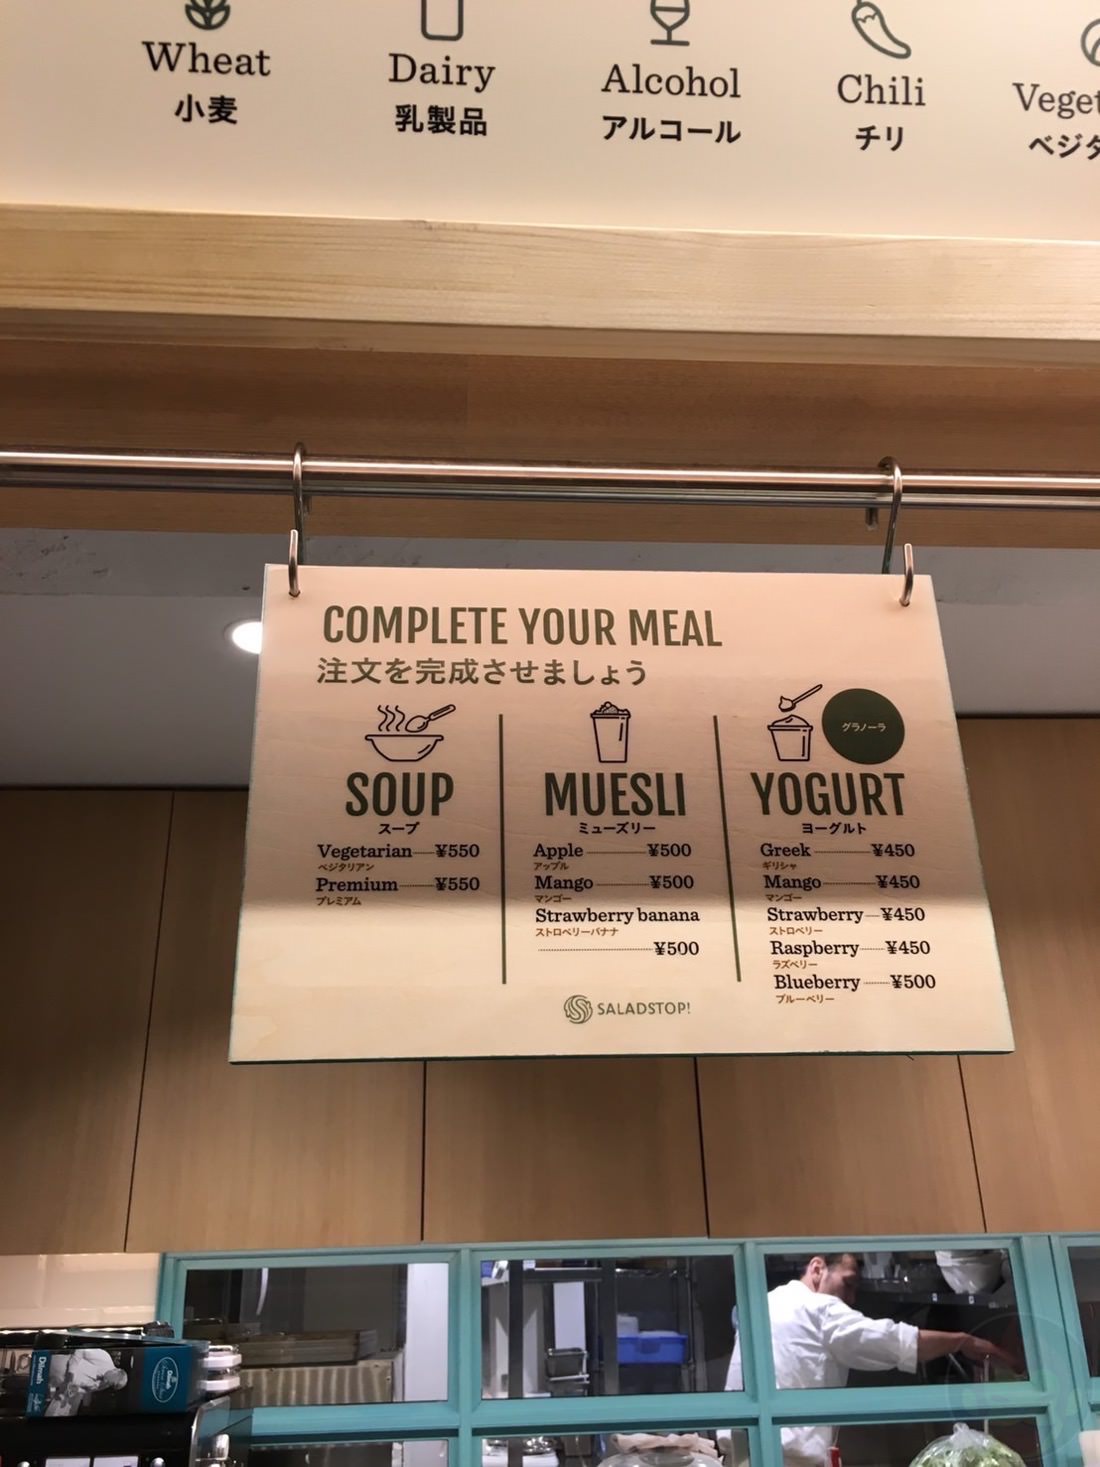 Wheat
小麦
Dairy
乳製品
Alcohol
アルコール
Chili
チリ
COMPLETE YOUR MEAL
注文を完成させましょう
SOUP
スープ
Vegetarian ¥550
ベジタリアン
Premium ¥550
プレミアム
MUESLI
ミューズリー
Apple ¥500
アップル
Mango ¥500
マンゴー
Strawberry banana
ストロベリーバナナ
¥500
グラノーラ
YOGURT
ヨーグルト
Greek ¥450
ギリシャ
Mango ¥450
マンゴー
Strawberry ¥450
ストロベリー
Raspberry ¥450
ラズベリー
Blueberry ¥500
ブルーベリー
SALADSTOP!
Dilmah